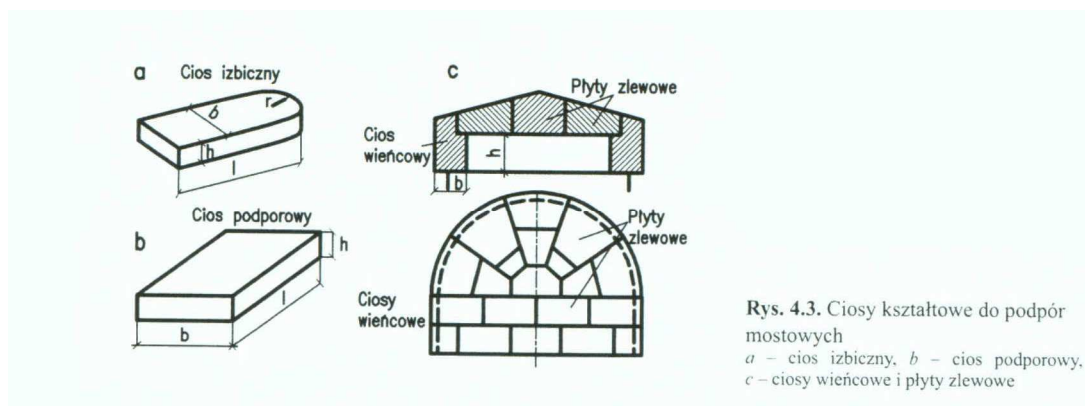 a Cios izbiczny
r
b
h
l
Cios podporowy
b
h
l
b
c
Płyty zlewowe
Cios
wieńcowy
h
b
Płyty
zlewowe
Ciosy
wieńcowe
Rys. 4.3. Ciosy kształtowe do podpór
mostowych
a – cios izbiczny, b – cios podporowy,
c – ciosy wieńcowe i płyty zlewowe